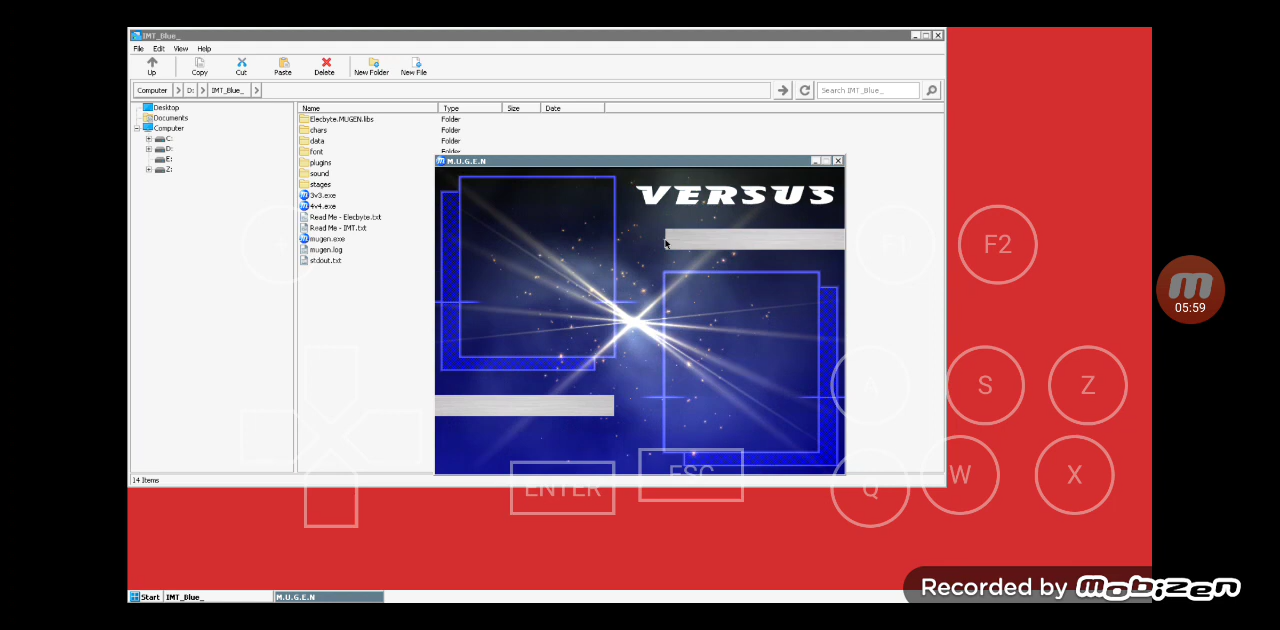 IMT_Blue_
File Edit View Help
Up Copy Cut Paste Delete New Folder New File
Computer D: IMT_Blue_ Search IMT_Blue_
Desktop
Documents
Computer
C:
D:
E:
Z:
Name Type Size Date
Elecbyte.MUGEN.libs Folder
chars Folder
data Folder
font Folder
plugins
sound
stages
3v3.exe
4v4.exe
Read Me - Elecbyte.txt
Read Me - IMT.txt
mugen.exe
mugen.log
stdout.txt
M.U.G.E.N
VERSUS
F1 F2
A S Z
Q W X
ENTER ESC
05:59
14 Items
Start IMT_Blue_ M.U.G.E.N
Recorded by Mobizen